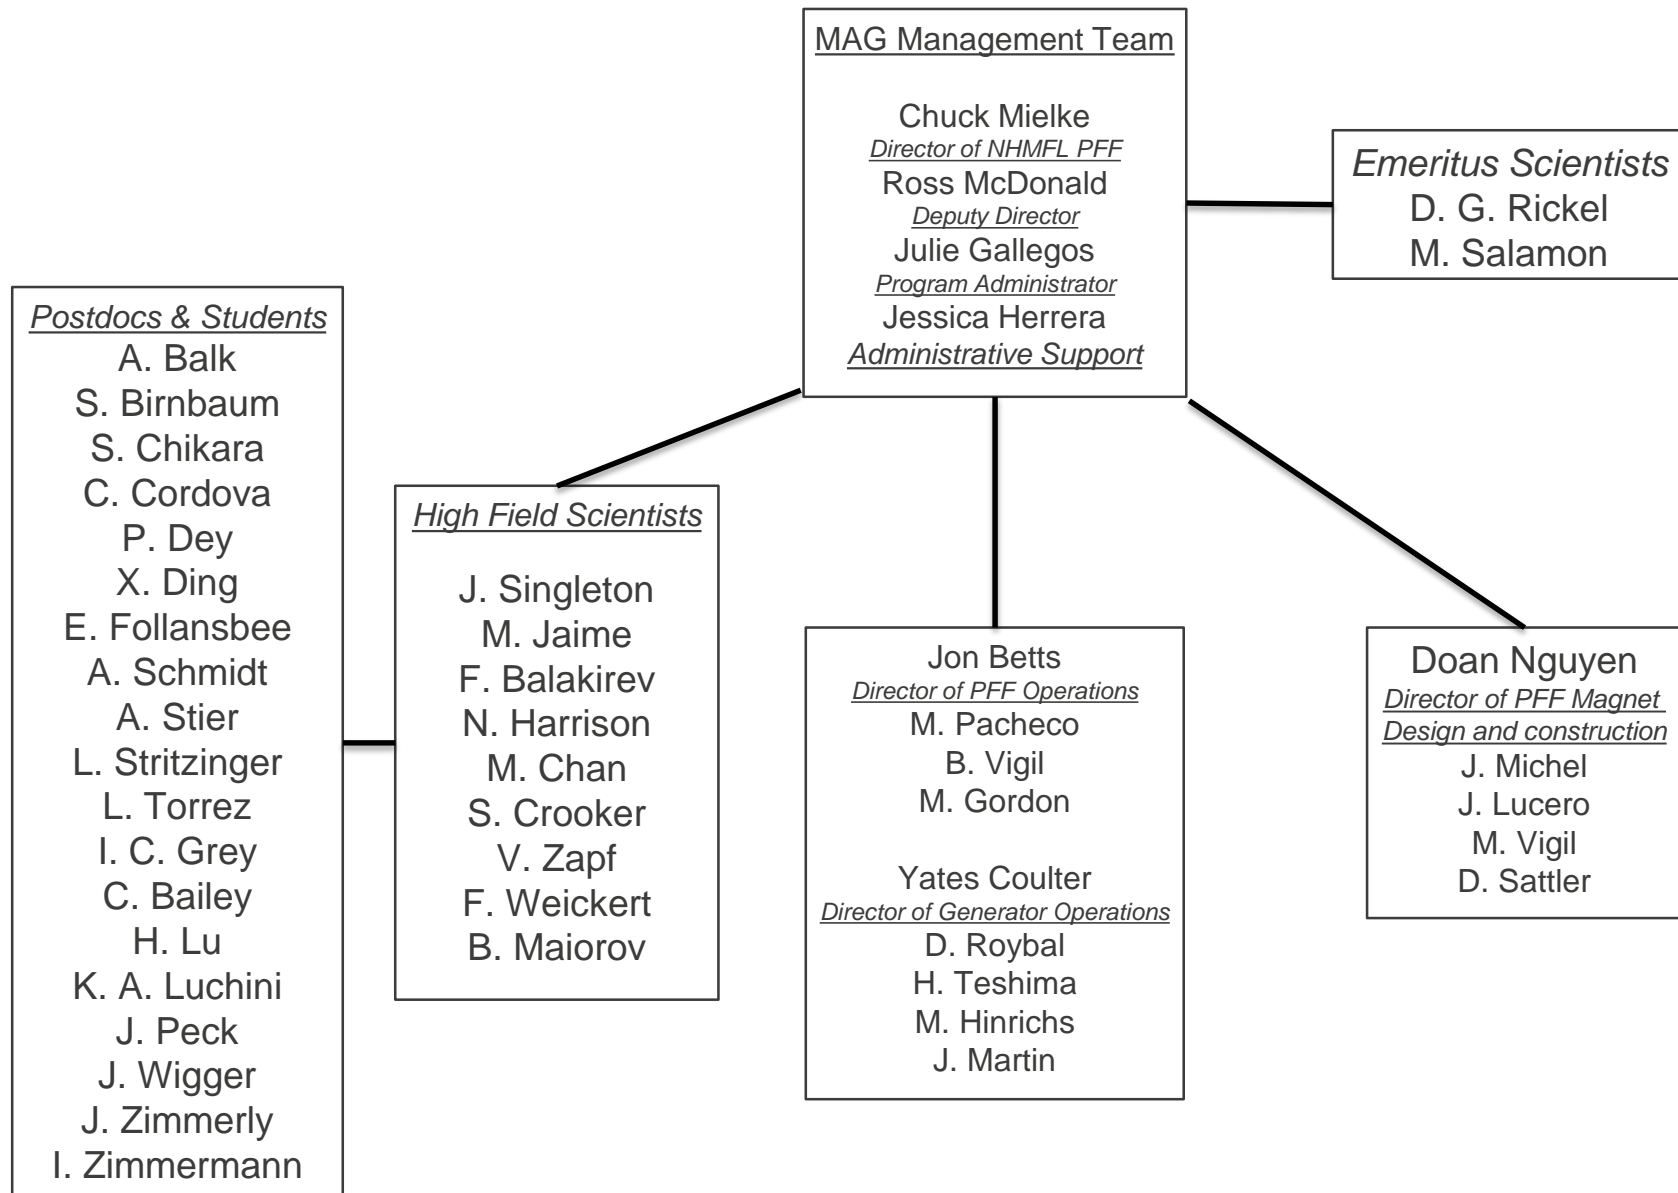 MAG Management Team
Chuck Mielke
Director of NHMFL PFF
Ross McDonald
Deputy Director
Julie Gallegos
Program Administrator
Jessica Herrera
Administrative Support
Emeritus Scientists
D. G. Rickel
M. Salamon
Postdocs & Students
A. Balk
S. Birnbaum
S. Chikara
C. Cordova
P. Dey
X. Ding
E. Follansbee
A. Schmidt
A. Stier
L. Stritzinger
L. Torrez
I. C. Grey
C. Bailey
H. Lu
K. A. Luchini
J. Peck
J. Wigger
J. Zimmerly
I. Zimmermann
High Field Scientists
J. Singleton
M. Jaime
F. Balakirev
N. Harrison
M. Chan
S. Crooker
V. Zapf
F. Weickert
B. Maiorov
Jon Betts
Director of PFF Operations
M. Pacheco
B. Vigil
M. Gordon
Yates Coulter
Director of Generator Operations
D. Roybal
H. Teshima
M. Hinrichs
J. Martin
Doan Nguyen
Director of PFF Magnet
Design and construction
J. Michel
J. Lucero
M. Vigil
D. Sattler